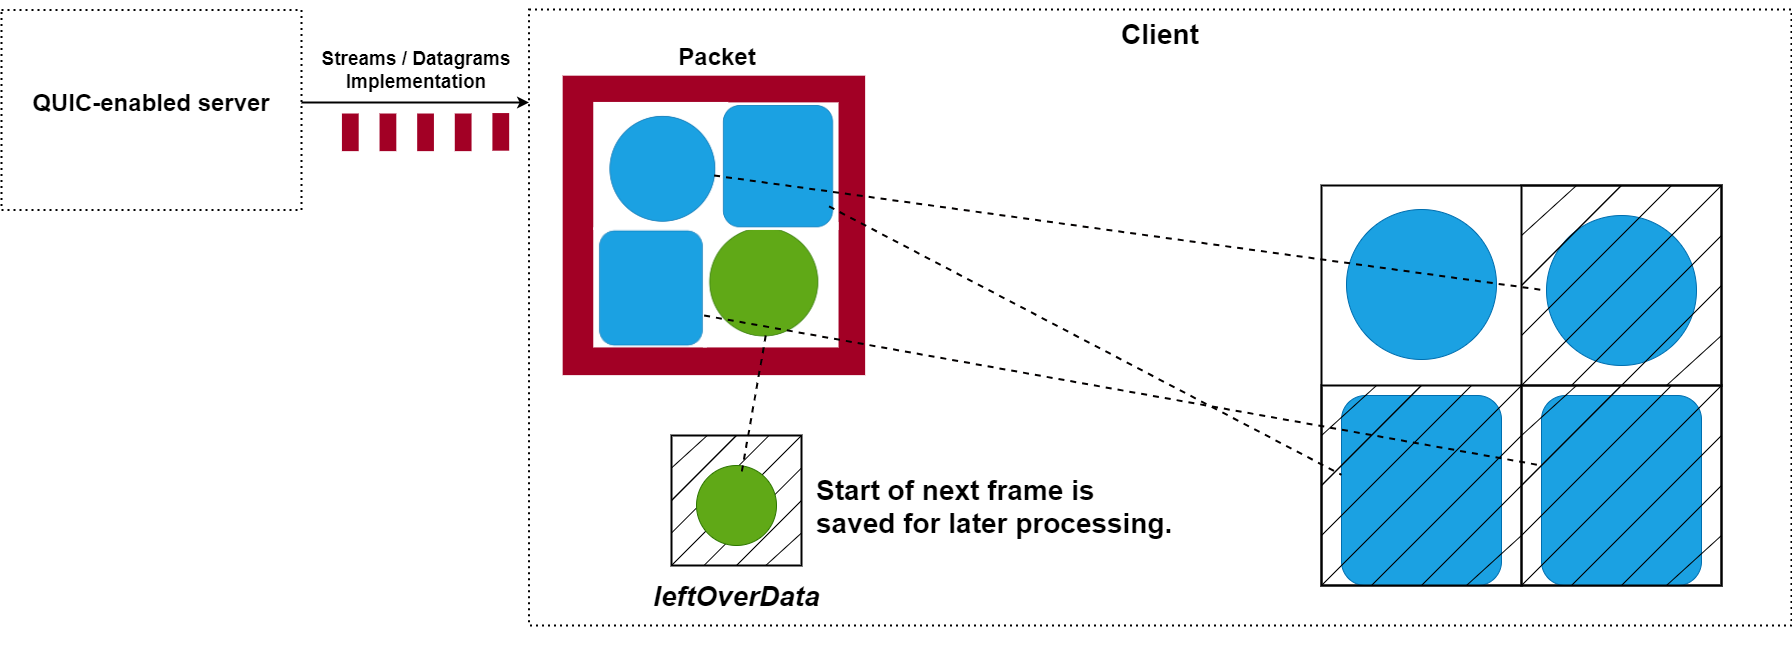 QUIC-enabled server
Streams / Datagrams
Implementation
Client
Packet
Start of next frame is
saved for later processing.
leftOverData